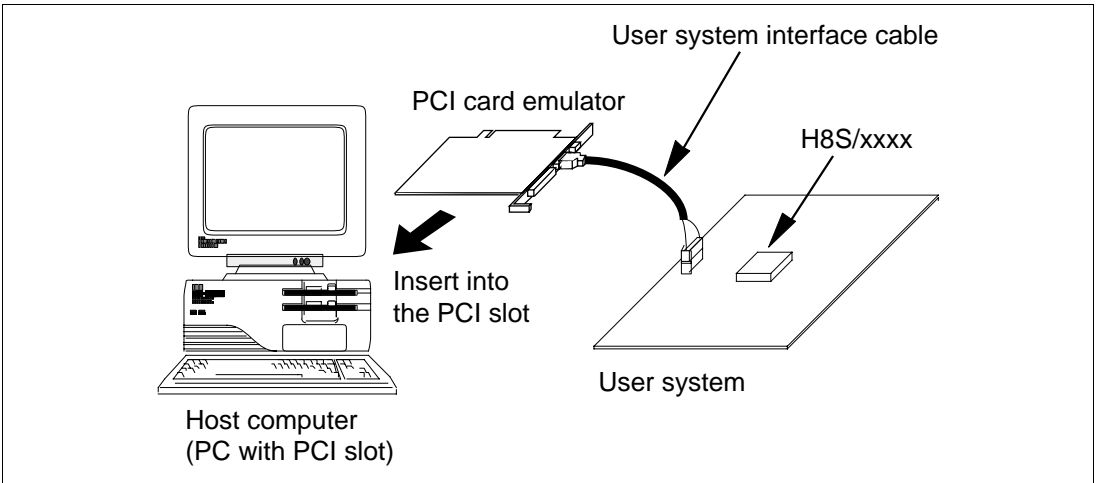 User system interface cable
PCI card emulator
H8S/xxxx
Insert into
the PCI slot
User system
Host computer
(PC with PCI slot)